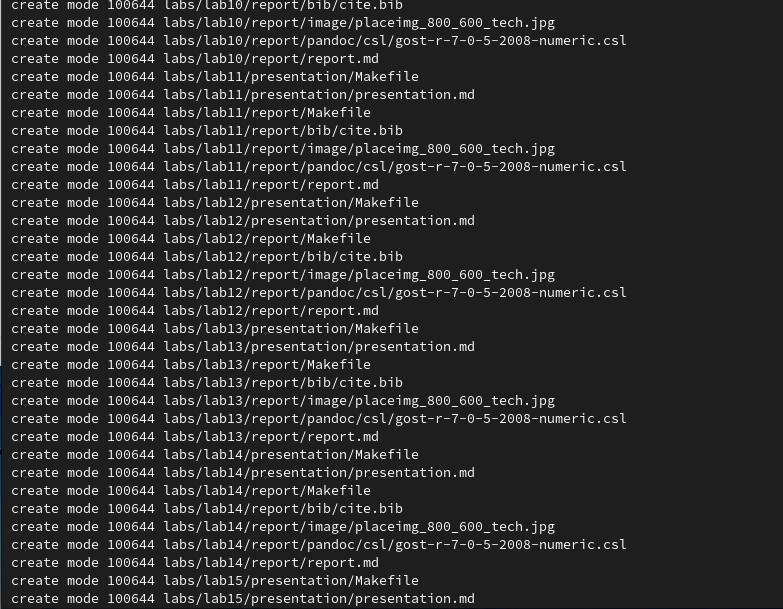 create mode 100644 labs/lab10/report/bib/cite.bib
create mode 100644 labs/lab10/report/image/placeimg_800_600_tech.jpg
create mode 100644 labs/lab10/report/pandoc/csl/gost-r-7-0-5-2008-numeric.csl
create mode 100644 labs/lab10/report/report.md
create mode 100644 labs/lab11/presentation/Makefile
create mode 100644 labs/lab11/presentation/presentation.md
create mode 100644 labs/lab11/report/Makefile
create mode 100644 labs/lab11/report/bib/cite.bib
create mode 100644 labs/lab11/report/image/placeimg_800_600_tech.jpg
create mode 100644 labs/lab11/report/pandoc/csl/gost-r-7-0-5-2008-numeric.csl
create mode 100644 labs/lab11/report/report.md
create mode 100644 labs/lab12/presentation/Makefile
create mode 100644 labs/lab12/presentation/presentation.md
create mode 100644 labs/lab12/report/Makefile
create mode 100644 labs/lab12/report/bib/cite.bib
create mode 100644 labs/lab12/report/image/placeimg_800_600_tech.jpg
create mode 100644 labs/lab12/report/pandoc/csl/gost-r-7-0-5-2008-numeric.csl
create mode 100644 labs/lab12/report/report.md
create mode 100644 labs/lab13/presentation/Makefile
create mode 100644 labs/lab13/presentation/presentation.md
create mode 100644 labs/lab13/report/Makefile
create mode 100644 labs/lab13/report/bib/cite.bib
create mode 100644 labs/lab13/report/image/placeimg_800_600_tech.jpg
create mode 100644 labs/lab13/report/pandoc/csl/gost-r-7-0-5-2008-numeric.csl
create mode 100644 labs/lab13/report/report.md
create mode 100644 labs/lab14/presentation/Makefile
create mode 100644 labs/lab14/presentation/presentation.md
create mode 100644 labs/lab14/report/Makefile
create mode 100644 labs/lab14/report/bib/cite.bib
create mode 100644 labs/lab14/report/image/placeimg_800_600_tech.jpg
create mode 100644 labs/lab14/report/pandoc/csl/gost-r-7-0-5-2008-numeric.csl
create mode 100644 labs/lab14/report/report.md
create mode 100644 labs/lab15/presentation/Makefile
create mode 100644 labs/lab15/presentation/presentation.md